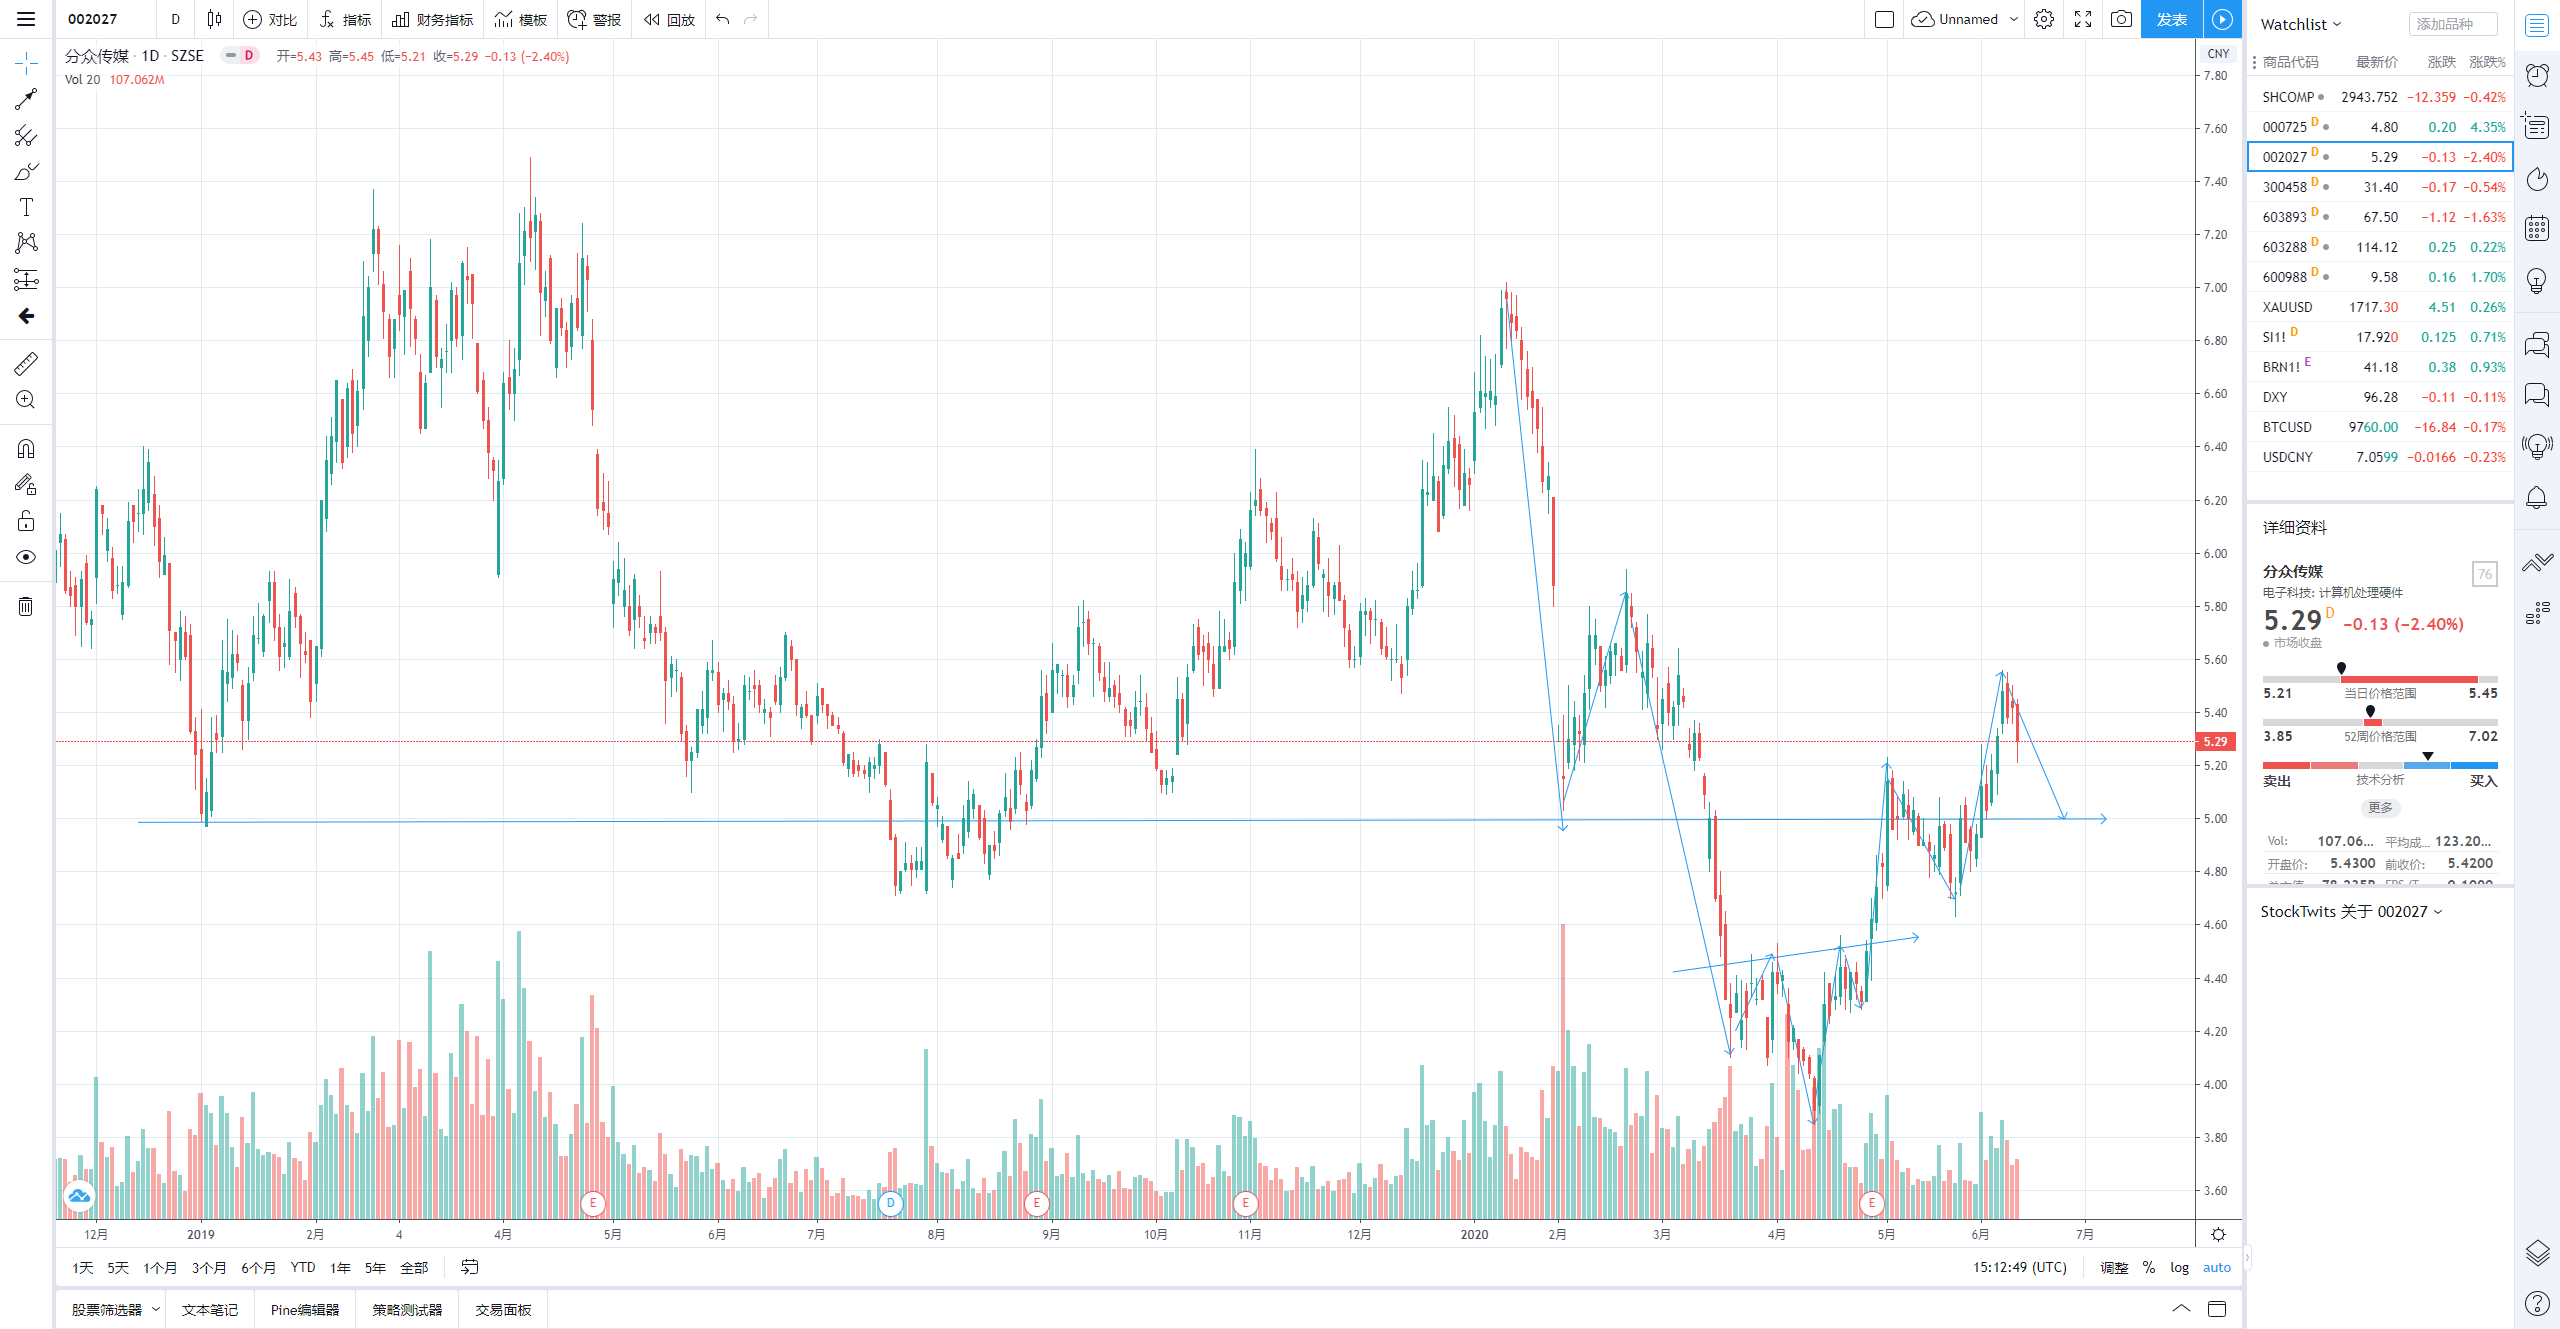 002027 D 对比 指标 财务指标 模板 警报 回放 Unnamed 发表
分众传媒 · 1D · SZSE D 开=5.43 高=5.45 低=5.21 收=5.29 −0.13 (−2.40%)
Vol 20 107.062M
CNY
7.80
7.60
7.40
7.20
7.00
6.80
6.60
6.40
6.20
6.00
5.80
5.60
5.40
5.29
5.20
5.00
4.80
4.60
4.40
4.20
4.00
3.80
3.60
E D E E E
12月 2019 2月 4 4月 5月 6月 7月 8月 9月 10月 11月 12月 2020 2月 3月 4月 5月 6月 7月
1天 5天 1个月 3个月 6个月 YTD 1年 5年 全部 15:12:49 (UTC) 调整 % log auto
股票筛选器 文本笔记 Pine编辑器 策略测试器 交易面板
Watchlist 添加品种
商品代码 最新价 涨跌 涨跌%
SHCOMP 2943.752 −12.359 −0.42%
000725 D 4.80 0.20 4.35%
002027 D 5.29 −0.13 −2.40%
300458 D 31.40 −0.17 −0.54%
603893 D 67.50 −1.12 −1.63%
603288 D 114.12 0.25 0.22%
600988 D 9.58 0.16 1.70%
XAUUSD 1717.30 4.51 0.26%
SI1! D 17.920 0.125 0.71%
BRN1! E 41.18 0.38 0.93%
DXY 96.28 −0.11 −0.11%
BTCUSD 9760.00 −16.84 −0.17%
USDCNY 7.0599 −0.0166 −0.23%
详细资料
分众传媒 76
电子科技: 计算机处理硬件
5.29 D −0.13 (−2.40%)
市场收盘
5.21 当日价格范围 5.45
3.85 52周价格范围 7.02
卖出 技术分析 买入
更多
Vol: 107.06... 平均成... 123.20...
开盘价: 5.4300 前收价: 5.4200
StockTwits 关于 002027